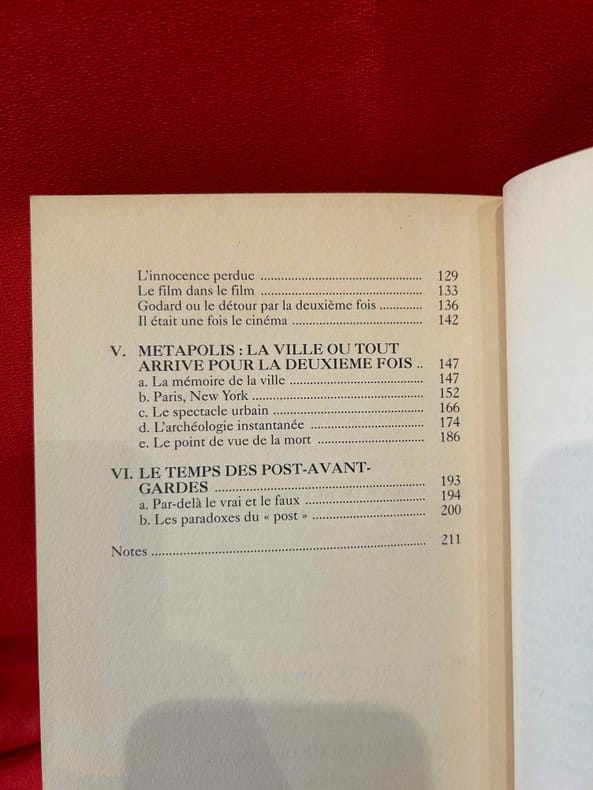 L'innocence perdue ........................................ 129
Le film dans le film ........................................ 133
Godard ou le détour par la deuxième fois ............ 136
Il était une fois le cinéma ................................ 142
V. METAPOLIS : LA VILLE OU TOUT
ARRIVE POUR LA DEUXIEME FOIS .. 147
a. La mémoire de la ville ................................ 147
b. Paris, New York ........................................ 152
c. Le spectacle urbain .................................... 166
d. L'archéologie instantanée ............................ 174
e. Le point de vue de la mort .......................... 186
VI. LE TEMPS DES POST-AVANT-
GARDES .................................................... 193
a. Par-delà le vrai et le faux ............................ 194
b. Les paradoxes du « post » ............................ 200
Notes ............................................................ 211